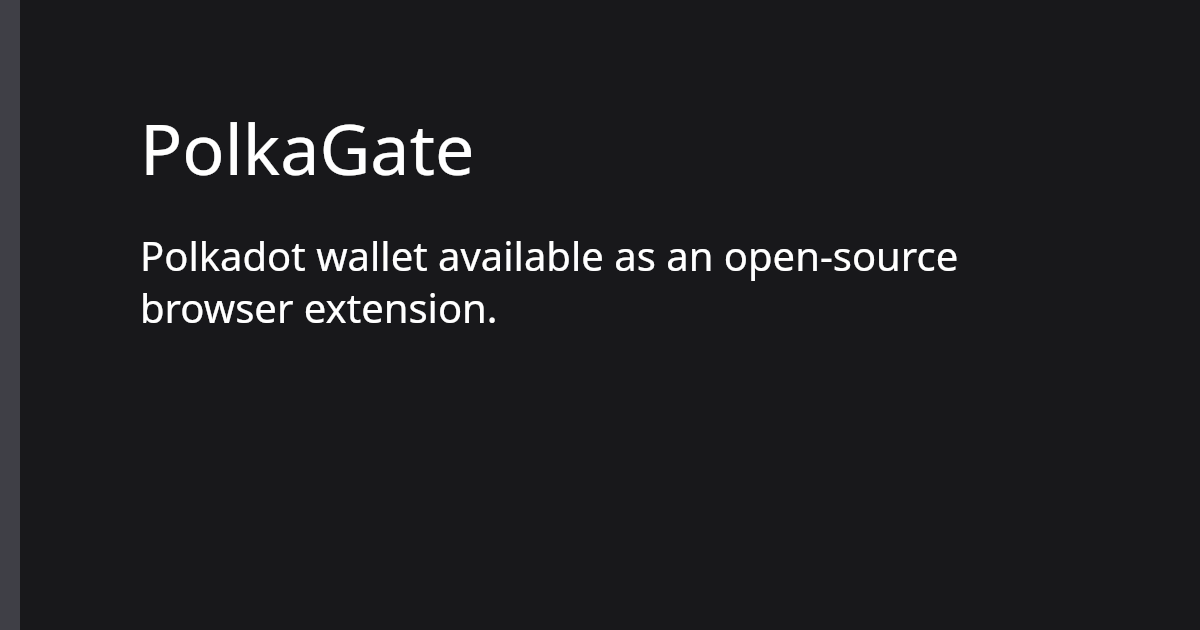 PolkaGate
Polkadot wallet available as an open-source
browser extension.